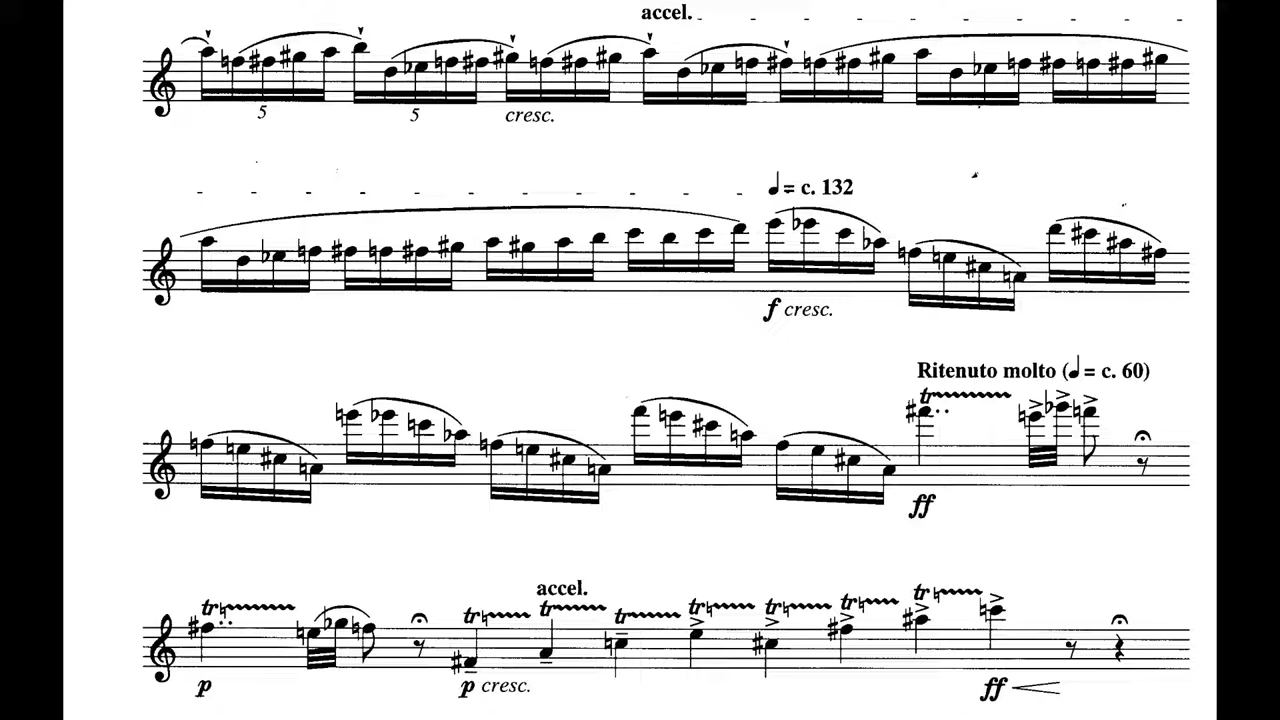 accel.
5 5 cresc.
♩ = c. 132
f cresc.
Ritenuto molto (♩ = c. 60)
tr
ff
accel.
tr tr tr tr tr tr tr tr
p p cresc. ff